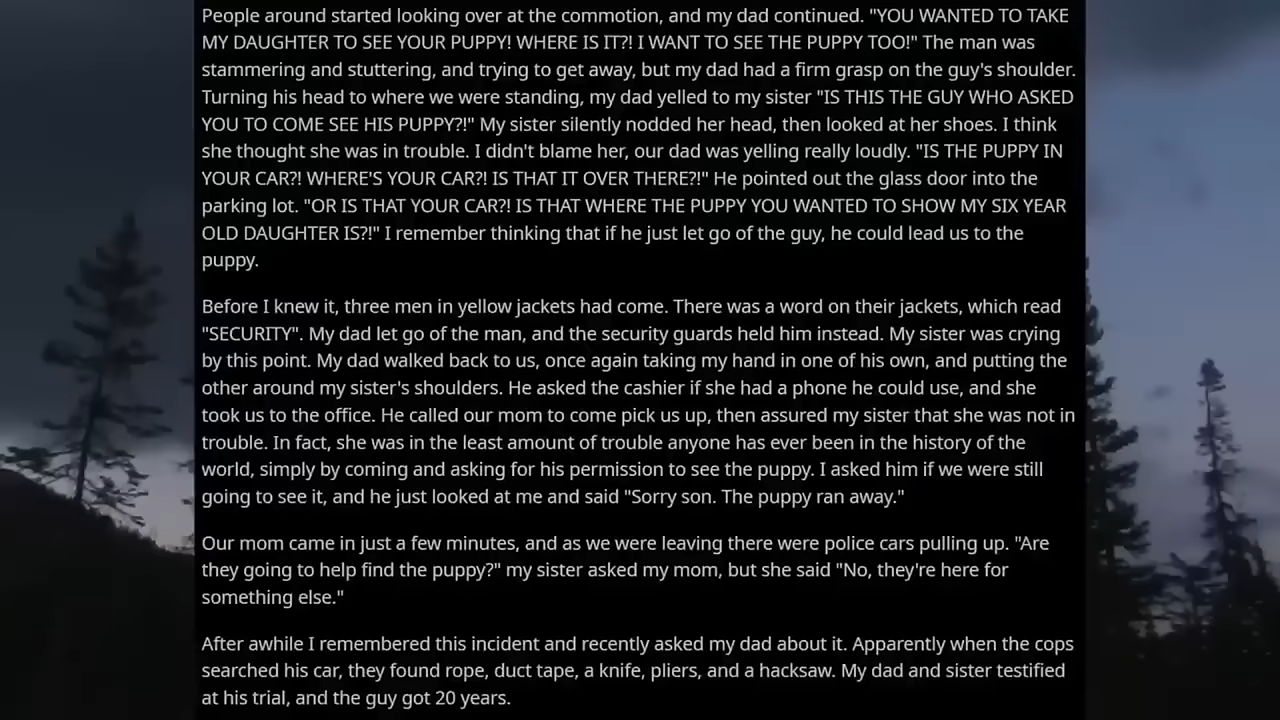 People around started looking over at the commotion, and my dad continued. "YOU WANTED TO TAKE
MY DAUGHTER TO SEE YOUR PUPPY! WHERE IS IT?! I WANT TO SEE THE PUPPY TOO!" The man was
stammering and stuttering, and trying to get away, but my dad had a firm grasp on the guy's shoulder.
Turning his head to where we were standing, my dad yelled to my sister "IS THIS THE GUY WHO ASKED
YOU TO COME SEE HIS PUPPY?!" My sister silently nodded her head, then looked at her shoes. I think
she thought she was in trouble. I didn't blame her, our dad was yelling really loudly. "IS THE PUPPY IN
YOUR CAR?! WHERE'S YOUR CAR?! IS THAT IT OVER THERE?!" He pointed out the glass door into the
parking lot. "OR IS THAT YOUR CAR?! IS THAT WHERE THE PUPPY YOU WANTED TO SHOW MY SIX YEAR
OLD DAUGHTER IS?!" I remember thinking that if he just let go of the guy, he could lead us to the
puppy.
Before I knew it, three men in yellow jackets had come. There was a word on their jackets, which read
"SECURITY". My dad let go of the man, and the security guards held him instead. My sister was crying
by this point. My dad walked back to us, once again taking my hand in one of his own, and putting the
other around my sister's shoulders. He asked the cashier if she had a phone he could use, and she
took us to the office. He called our mom to come pick us up, then assured my sister that she was not in
trouble. In fact, she was in the least amount of trouble anyone has ever been in the history of the
world, simply by coming and asking for his permission to see the puppy. I asked him if we were still
going to see it, and he just looked at me and said "Sorry son. The puppy ran away."
Our mom came in just a few minutes, and as we were leaving there were police cars pulling up. "Are
they going to help find the puppy?" my sister asked my mom, but she said "No, they're here for
something else."
After awhile I remembered this incident and recently asked my dad about it. Apparently when the cops
searched his car, they found rope, duct tape, a knife, pliers, and a hacksaw. My dad and sister testified
at his trial, and the guy got 20 years.